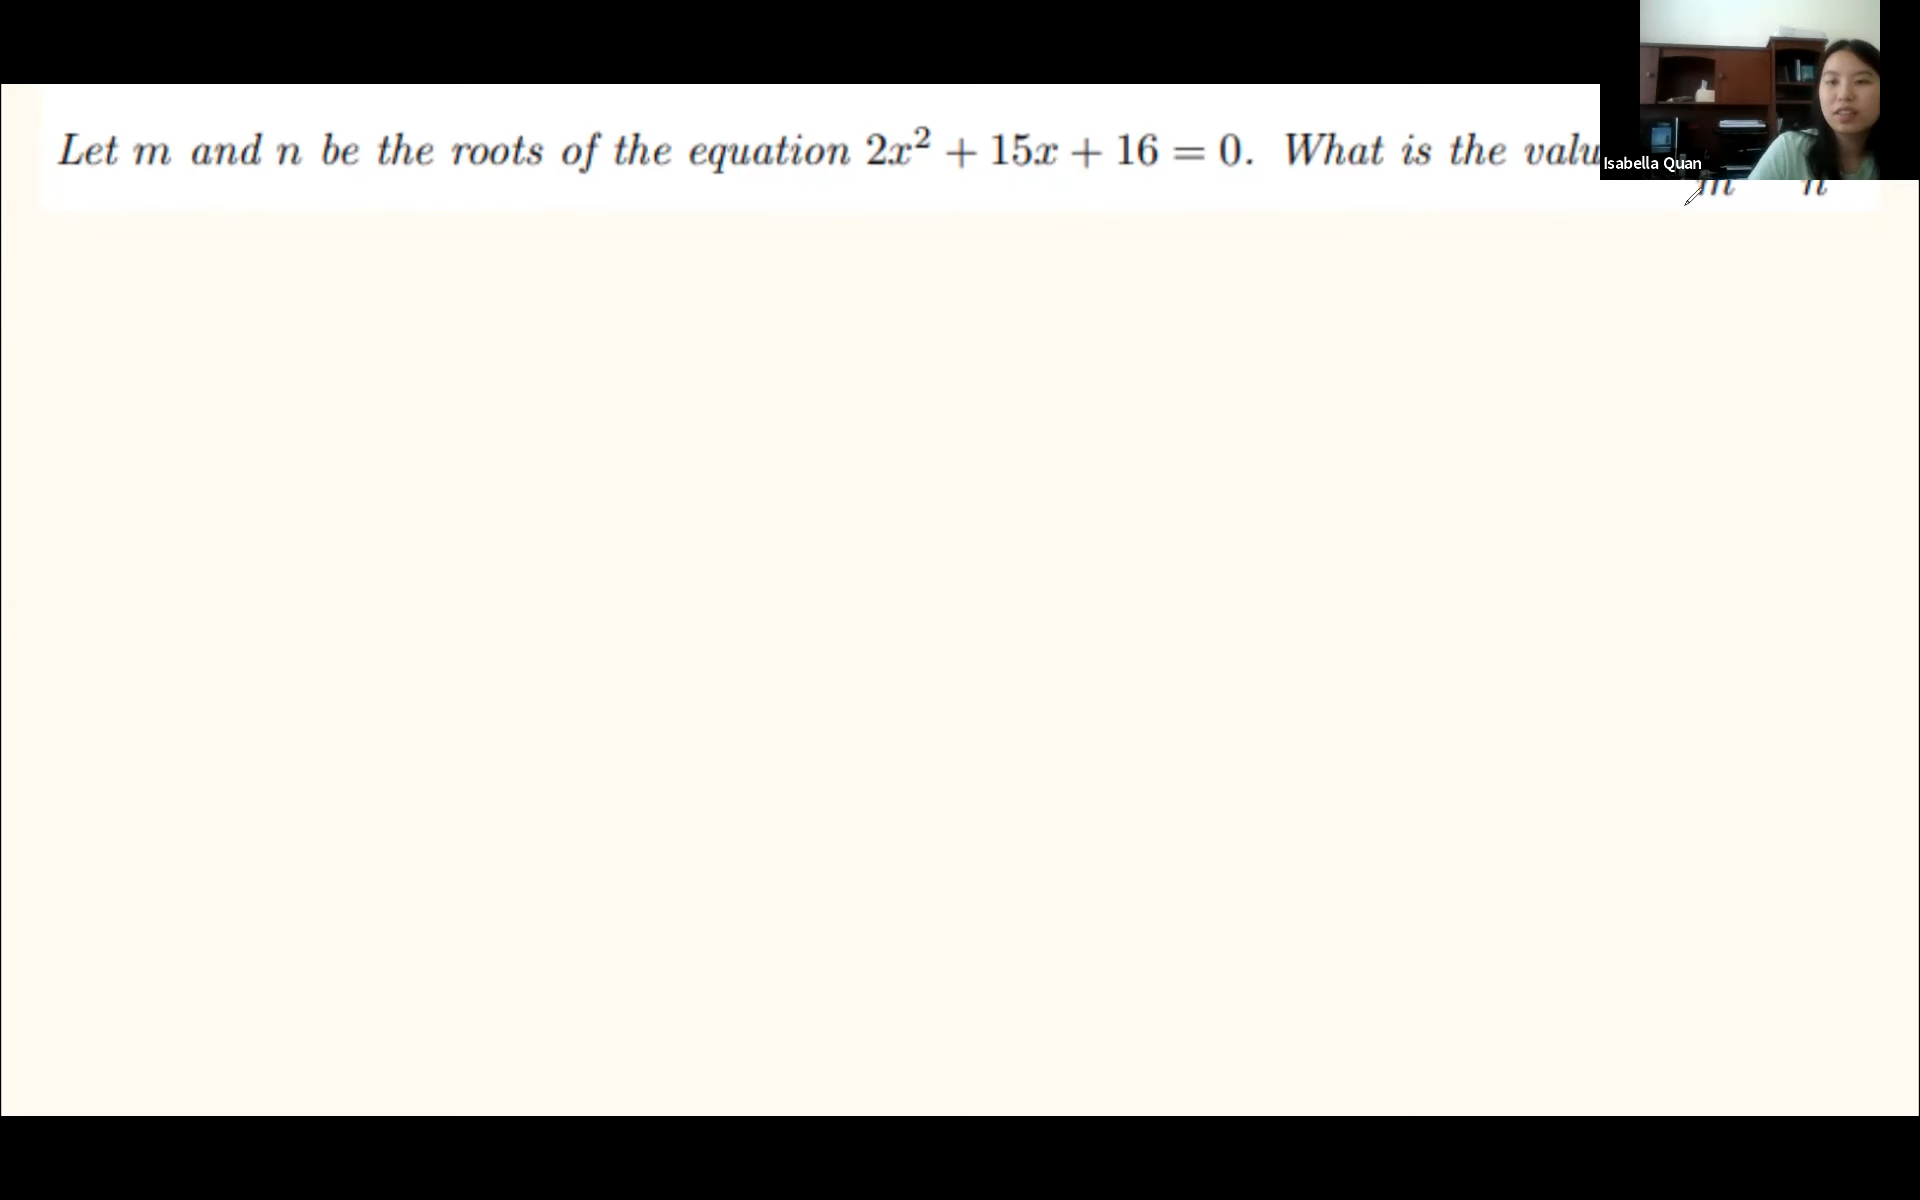 Let m and n be the roots of the equation 2x² + 15x + 16 = 0. What is the valu
m n
Isabella Quan